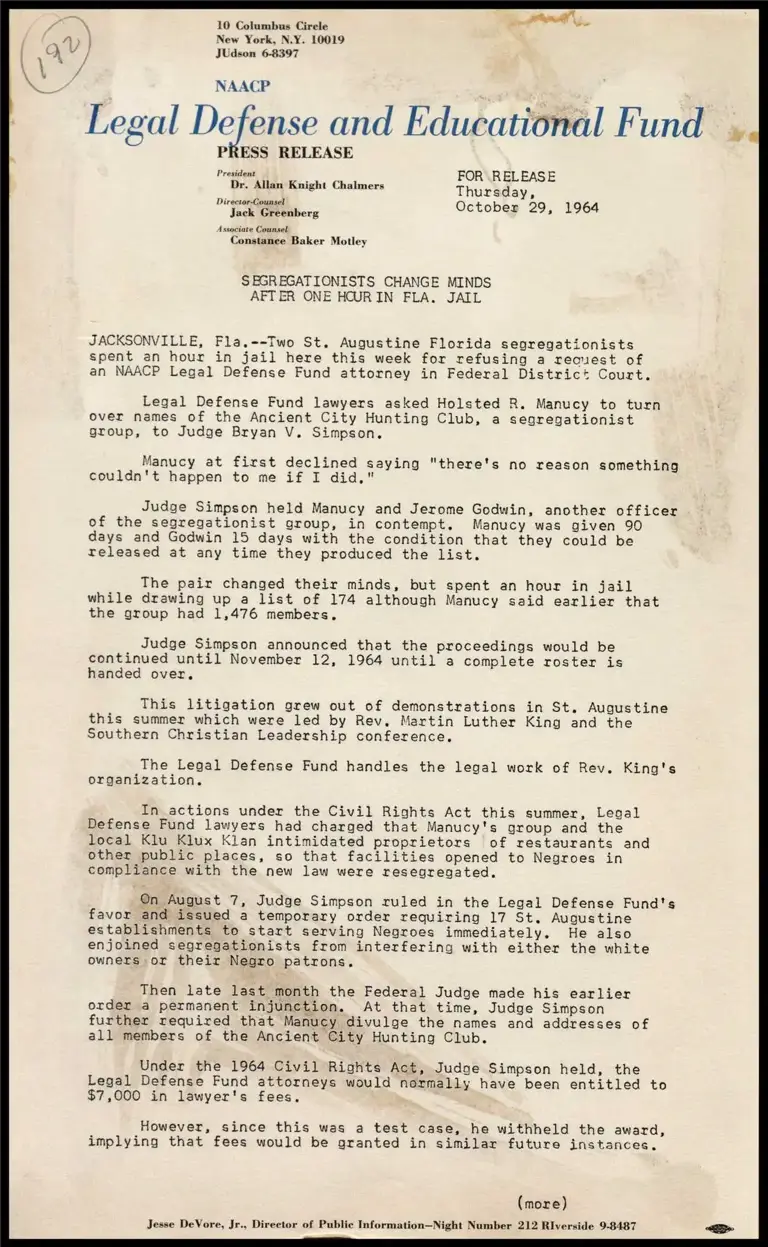 192
10 Columbus Circle
New York, N.Y. 10019
JUdson 6-8397
NAACP
Legal Defense and Educational Fund
PRESS RELEASE
President
Dr. Allan Knight Chalmers
Director-Counsel
Jack Greenberg
Associate Counsel
Constance Baker Motley
FOR RELEASE
Thursday,
October 29, 1964
SEGREGATIONISTS CHANGE MINDS
AFTER ONE HOUR IN FLA. JAIL
JACKSONVILLE, Fla.--Two St. Augustine Florida segregationists
spent an hour in jail here this week for refusing a request of
an NAACP Legal Defense Fund attorney in Federal District Court.
Legal Defense Fund lawyers asked Holsted R. Manucy to turn
over names of the Ancient City Hunting Club, a segregationist
group, to Judge Bryan V. Simpson.
Manucy at first declined saying "there's no reason something
couldn't happen to me if I did."
Judge Simpson held Manucy and Jerome Godwin, another officer
of the segregationist group, in contempt. Manucy was given 90
days and Godwin 15 days with the condition that they could be
released at any time they produced the list.
The pair changed their minds, but spent an hour in jail
while drawing up a list of 174 although Manucy said earlier that
the group had 1,476 members.
Judge Simpson announced that the proceedings would be
continued until November 12, 1964 until a complete roster is
handed over.
This litigation grew out of demonstrations in St. Augustine
this summer which were led by Rev. Martin Luther King and the
Southern Christian Leadership conference.
The Legal Defense Fund handles the legal work of Rev. King's
organization.
In actions under the Civil Rights Act this summer, Legal
Defense Fund lawyers had charged that Manucy's group and the
local Klu Klux Klan intimidated proprietors of restaurants and
other public places, so that facilities opened to Negroes in
compliance with the new law were resegregated.
On August 7, Judge Simpson ruled in the Legal Defense Fund's
favor and issued a temporary order requiring 17 St. Augustine
establishments to start serving Negroes immediately. He also
enjoined segregationists from interfering with either the white
owners or their Negro patrons.
Then late last month the Federal Judge made his earlier
order a permanent injunction. At that time, Judge Simpson
further required that Manucy divulge the names and addresses of
all members of the Ancient City Hunting Club.
Under the 1964 Civil Rights Act, Judge Simpson held, the
Legal Defense Fund attorneys would normally have been entitled to
$7,000 in lawyer's fees.
However, since this was a test case, he withheld the award,
implying that fees would be granted in similar future instances.
(more)
Jesse DeVore, Jr., Director of Public Information—Night Number 212 RIverside 9-8487